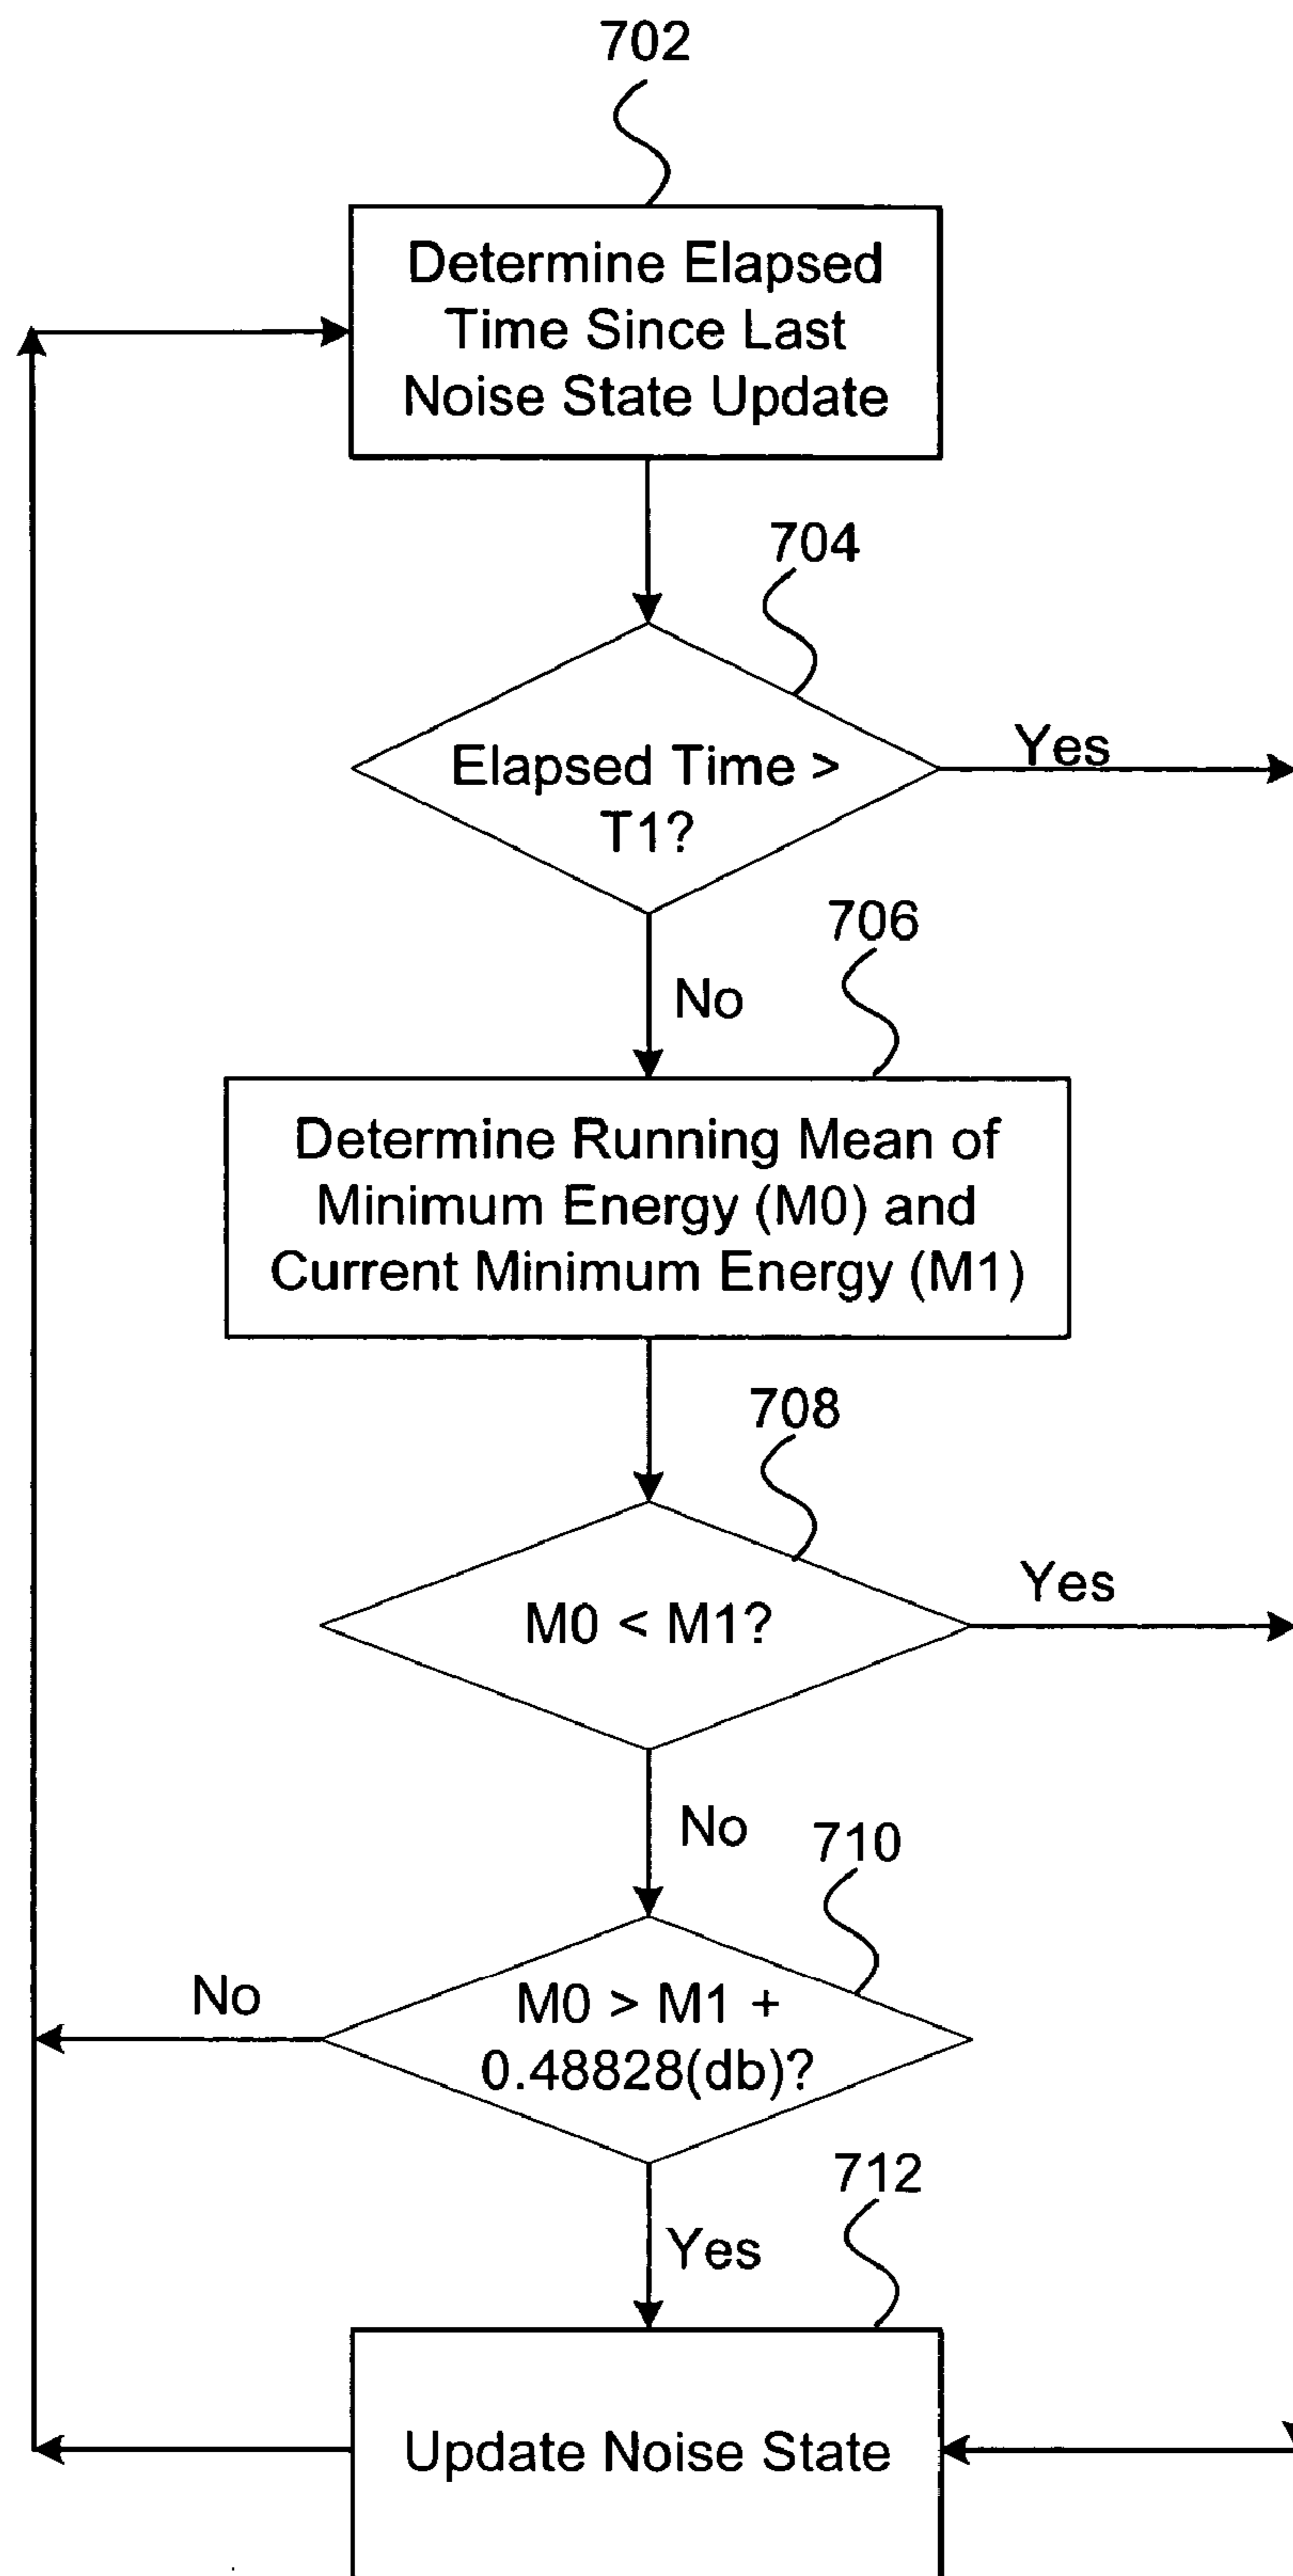 702
Determine Elapsed
Time Since Last
Noise State Update
704
Elapsed Time >
T1?
Yes
706
No
Determine Running Mean of
Minimum Energy (M0) and
Current Minimum Energy (M1)
708
M0 < M1?
Yes
No
710
No
M0 > M1 +
0.48828(db)?
712
Yes
Update Noise State